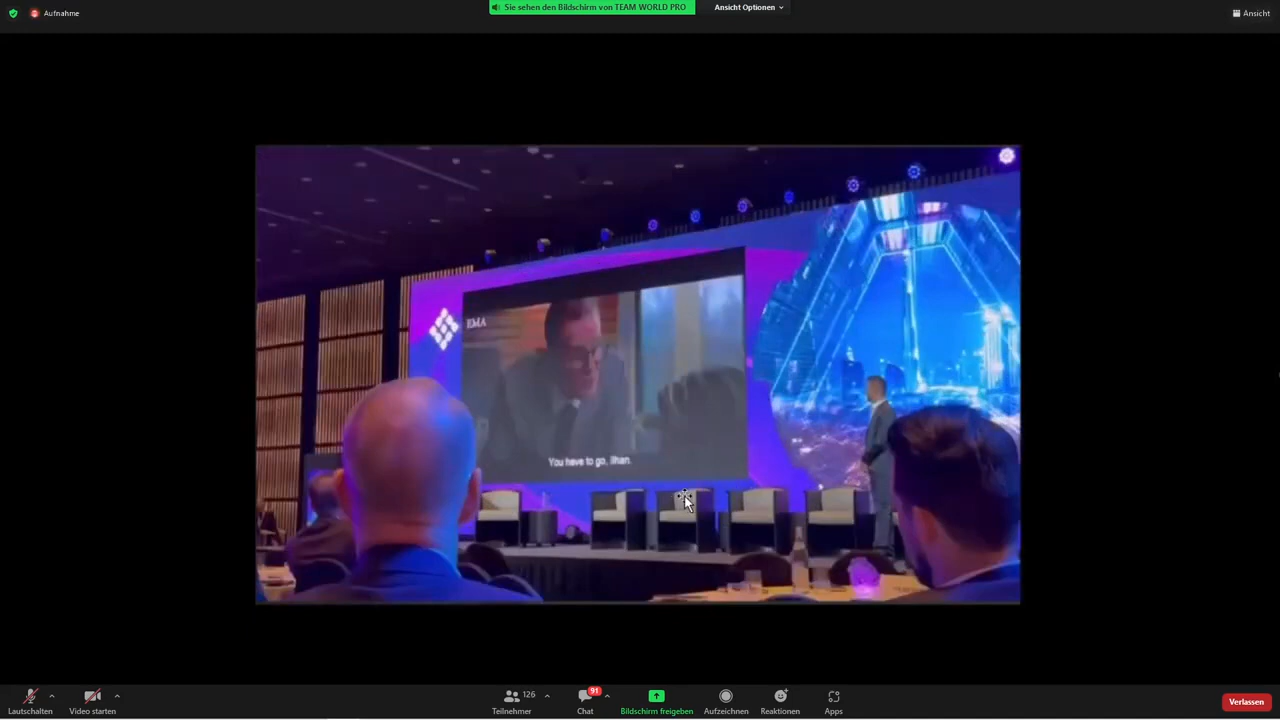 Aufnahme
Sie sehen den Bildschirm von TEAM WORLD PRO
Ansicht Optionen
Ansicht
EMA
You have to go, Ilhan.
Lautschalten
Video starten
126
Teilnehmer
91
Chat
Bildschirm freigeben
Aufzeichnen
Reaktionen
Apps
Verlassen